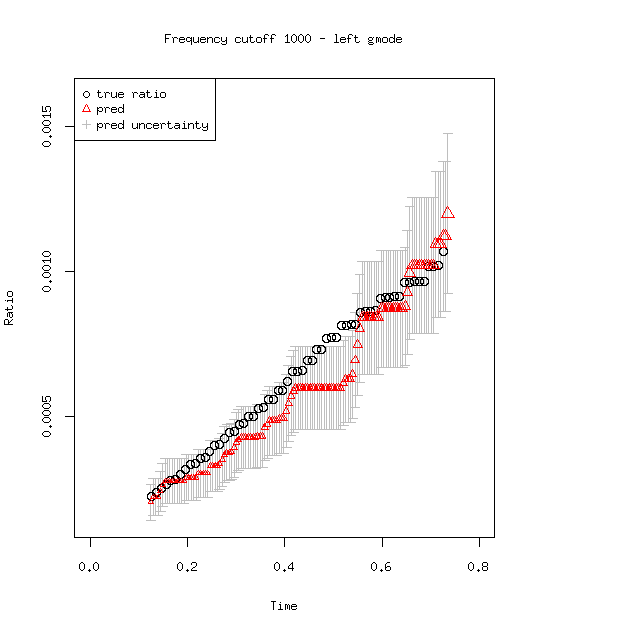 Frequency cutoff 1000 - left gmode
true ratio
pred
pred uncertainty
0.0015
0.0010
0.0005
Ratio
0.0 0.2 0.4 0.6 0.8
Time